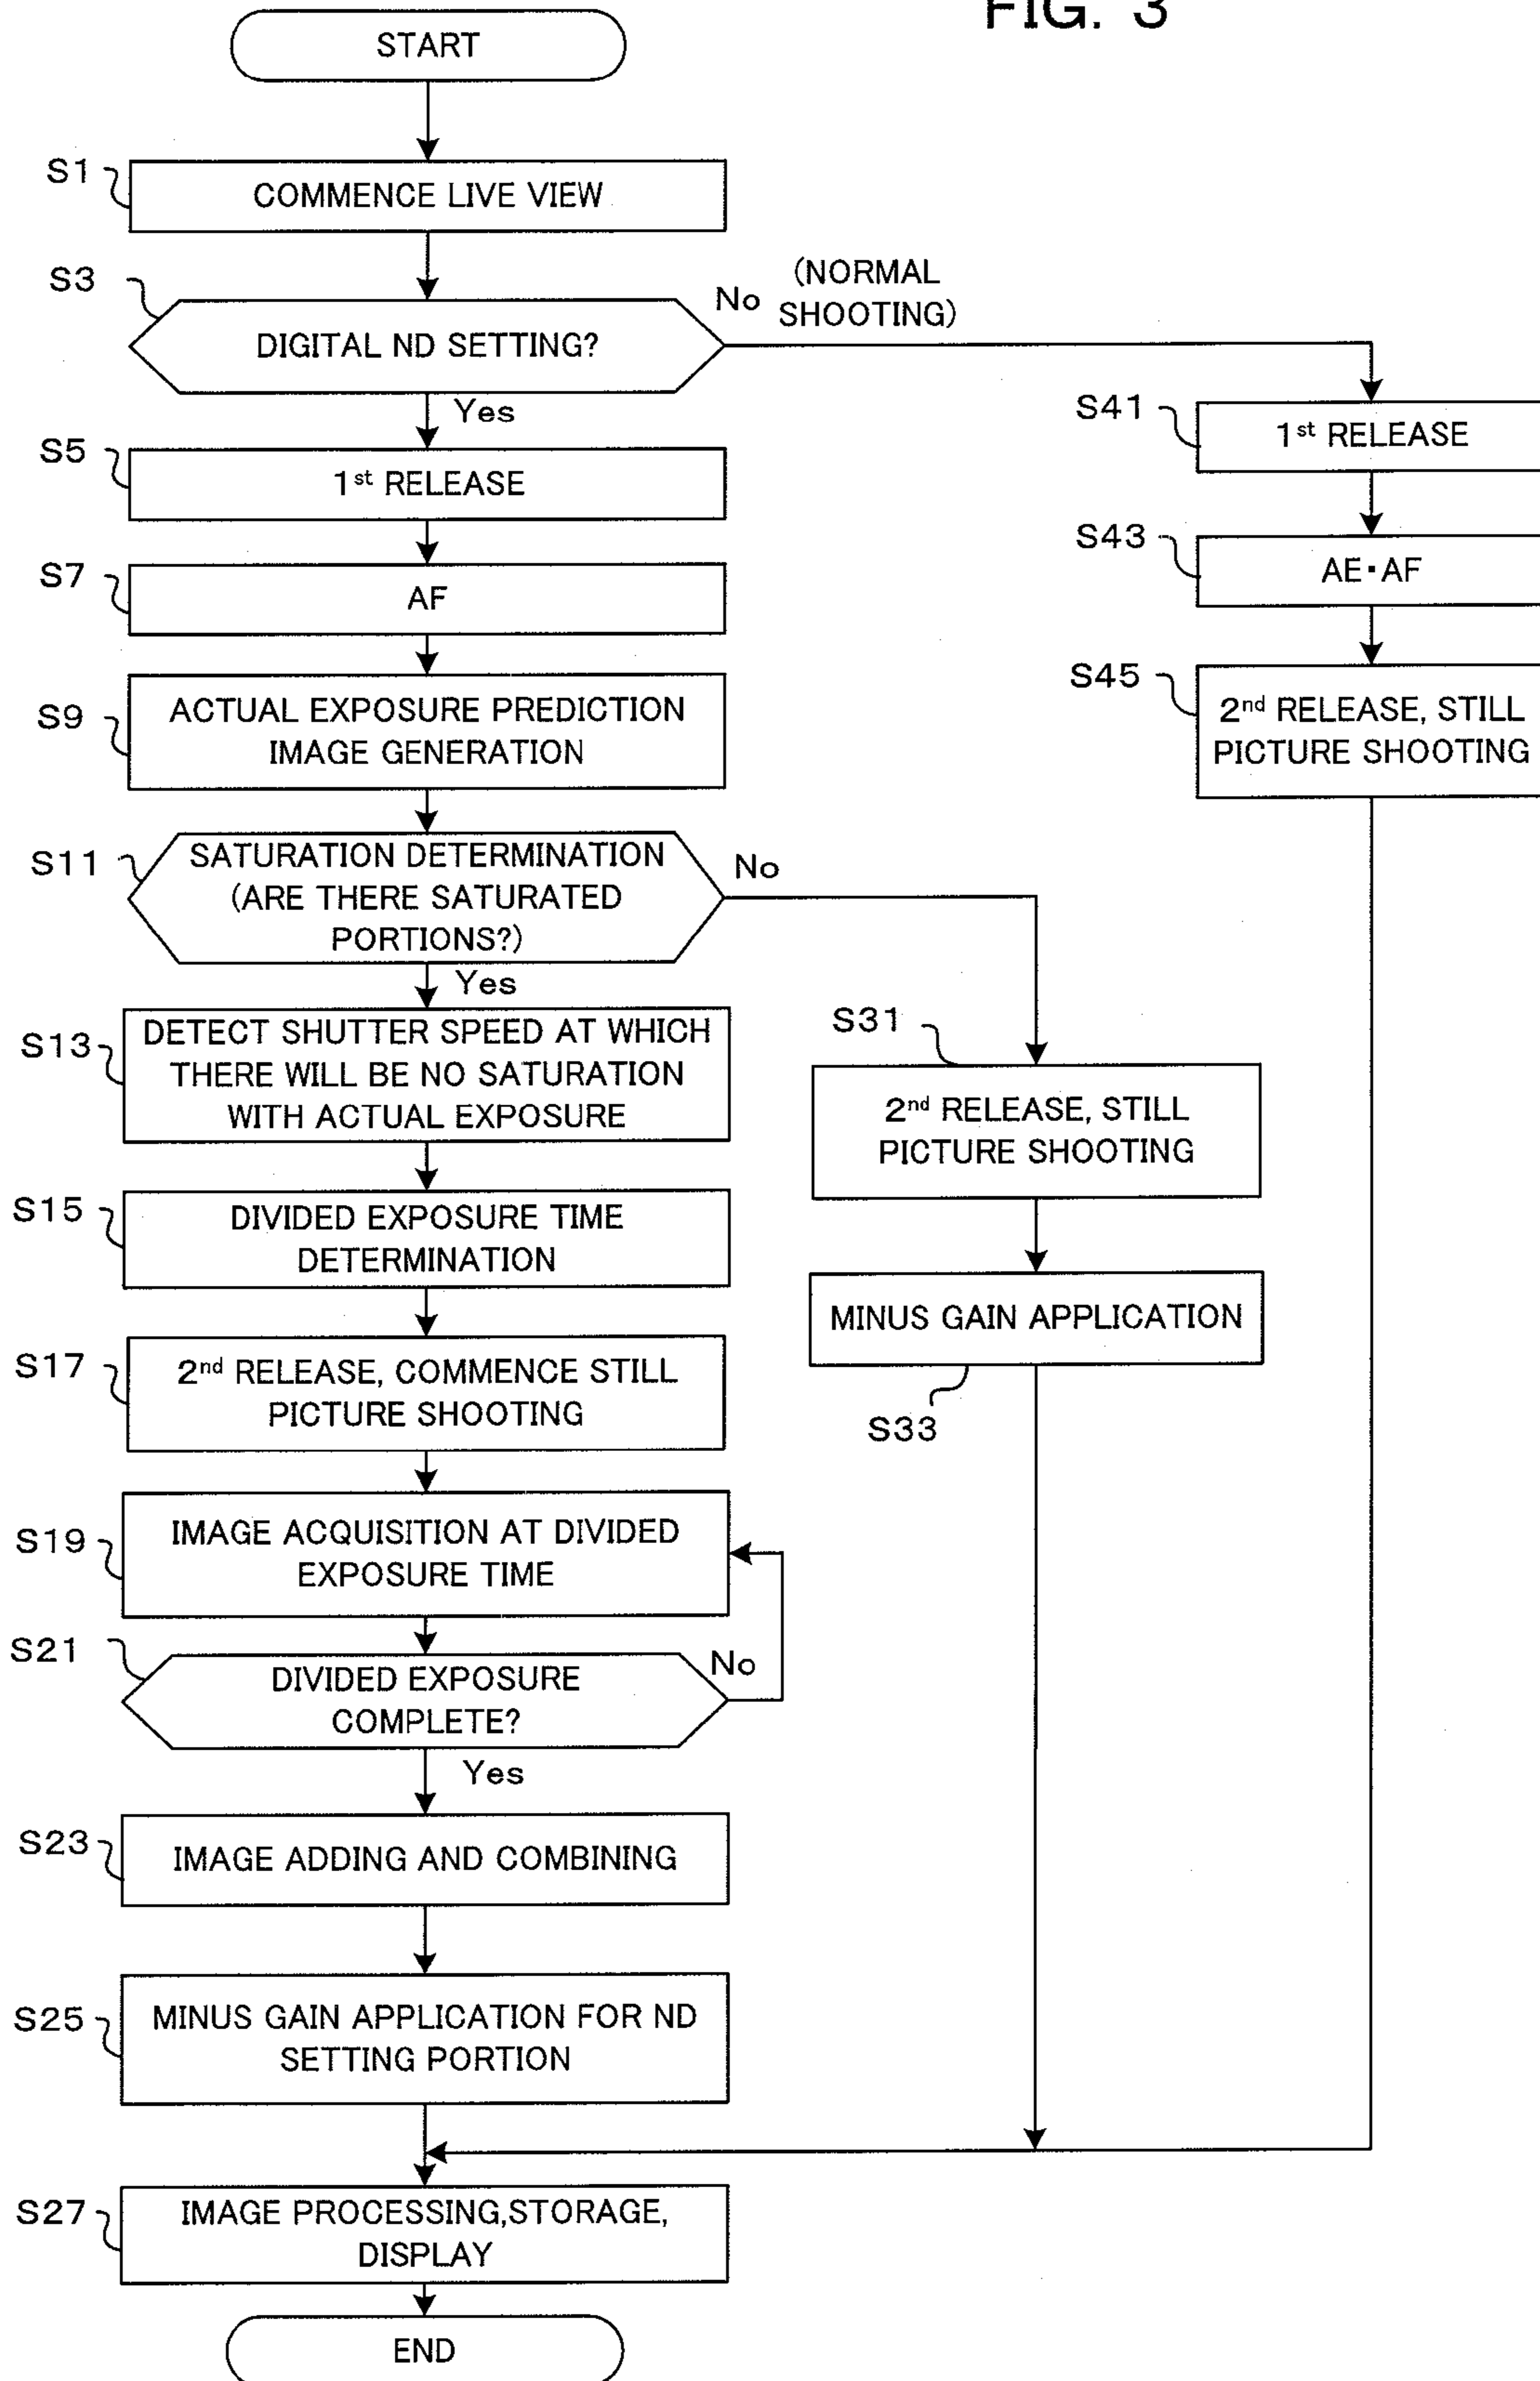 FIG. 3
START
S1
COMMENCE LIVE VIEW
S3
DIGITAL ND SETTING?
No
(NORMAL
SHOOTING)
Yes
S5
1st RELEASE
S41
1st RELEASE
S7
AF
S43
AE・AF
S9
ACTUAL EXPOSURE PREDICTION
IMAGE GENERATION
S45
2nd RELEASE, STILL
PICTURE SHOOTING
S11
SATURATION DETERMINATION
(ARE THERE SATURATED
PORTIONS?)
No
Yes
S13
DETECT SHUTTER SPEED AT WHICH
THERE WILL BE NO SATURATION
WITH ACTUAL EXPOSURE
S31
2nd RELEASE, STILL
PICTURE SHOOTING
S15
DIVIDED EXPOSURE TIME
DETERMINATION
MINUS GAIN APPLICATION
S33
S17
2nd RELEASE, COMMENCE STILL
PICTURE SHOOTING
S19
IMAGE ACQUISITION AT DIVIDED
EXPOSURE TIME
S21
DIVIDED EXPOSURE
COMPLETE?
No
Yes
S23
IMAGE ADDING AND COMBINING
S25
MINUS GAIN APPLICATION FOR ND
SETTING PORTION
S27
IMAGE PROCESSING,STORAGE,
DISPLAY
END